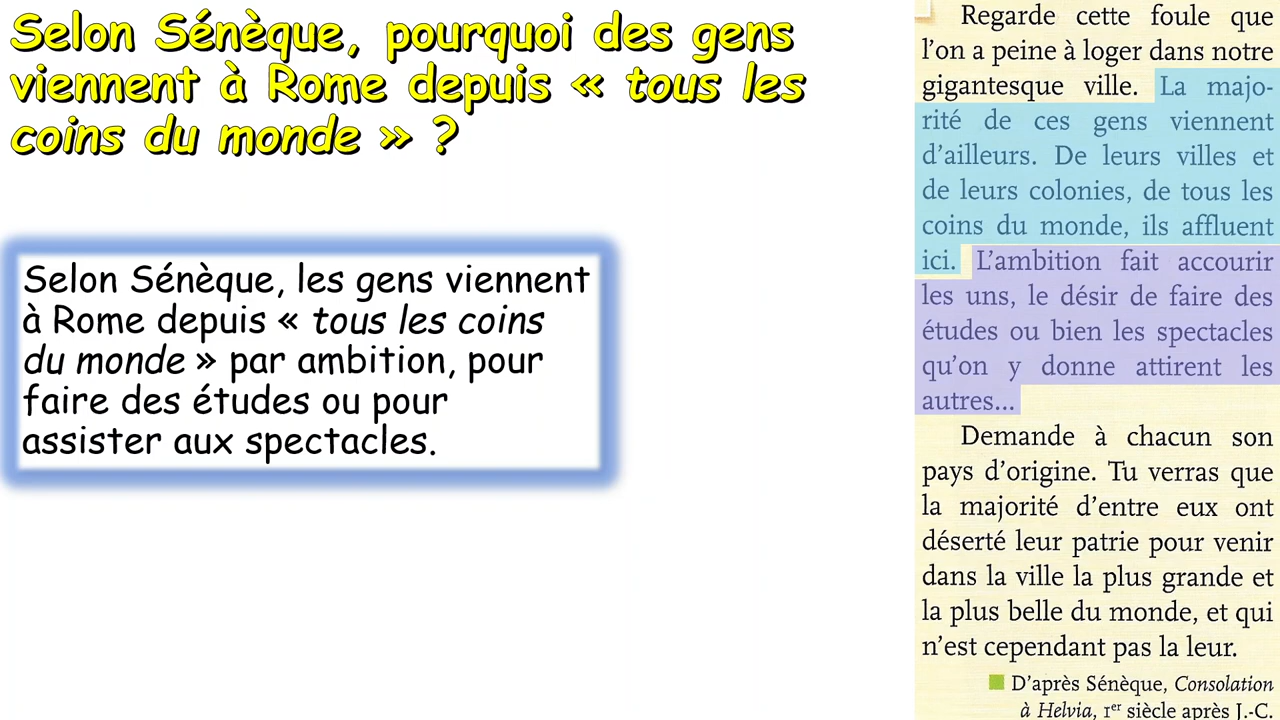 Selon Sénèque, pourquoi des gens
viennent à Rome depuis « tous les
coins du monde » ?
Selon Sénèque, les gens viennent
à Rome depuis « tous les coins
du monde » par ambition, pour
faire des études ou pour
assister aux spectacles.
Regarde cette foule que
l'on a peine à loger dans notre
gigantesque ville. La majo-
rité de ces gens viennent
d'ailleurs. De leurs villes et
de leurs colonies, de tous les
coins du monde, ils affluent
ici. L'ambition fait accourir
les uns, le désir de faire des
études ou bien les spectacles
qu'on y donne attirent les
autres...
Demande à chacun son
pays d'origine. Tu verras que
la majorité d'entre eux ont
déserté leur patrie pour venir
dans la ville la plus grande et
la plus belle du monde, et qui
n'est cependant pas la leur.
D'après Sénèque, Consolation
à Helvia, Ier siècle après J.-C.